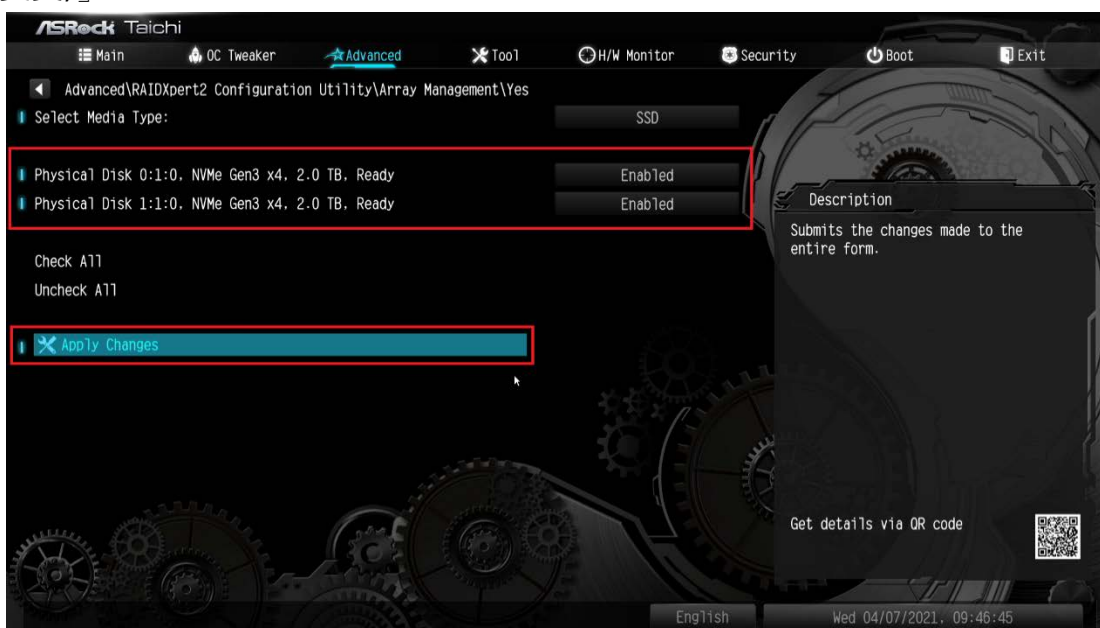 ASRock Taichi
Main OC Tweaker Advanced Tool H/W Monitor Security Boot Exit
Advanced\RAIDXpert2 Configuration Utility\Array Management\Yes
Select Media Type: SSD
Physical Disk 0:1:0, NVMe Gen3 x4, 2.0 TB, Ready Enabled
Physical Disk 1:1:0, NVMe Gen3 x4, 2.0 TB, Ready Enabled
Check All
Uncheck All
Apply Changes
Description
Submits the changes made to the
entire form.
Get details via QR code
English Wed 04/07/2021, 09:46:45